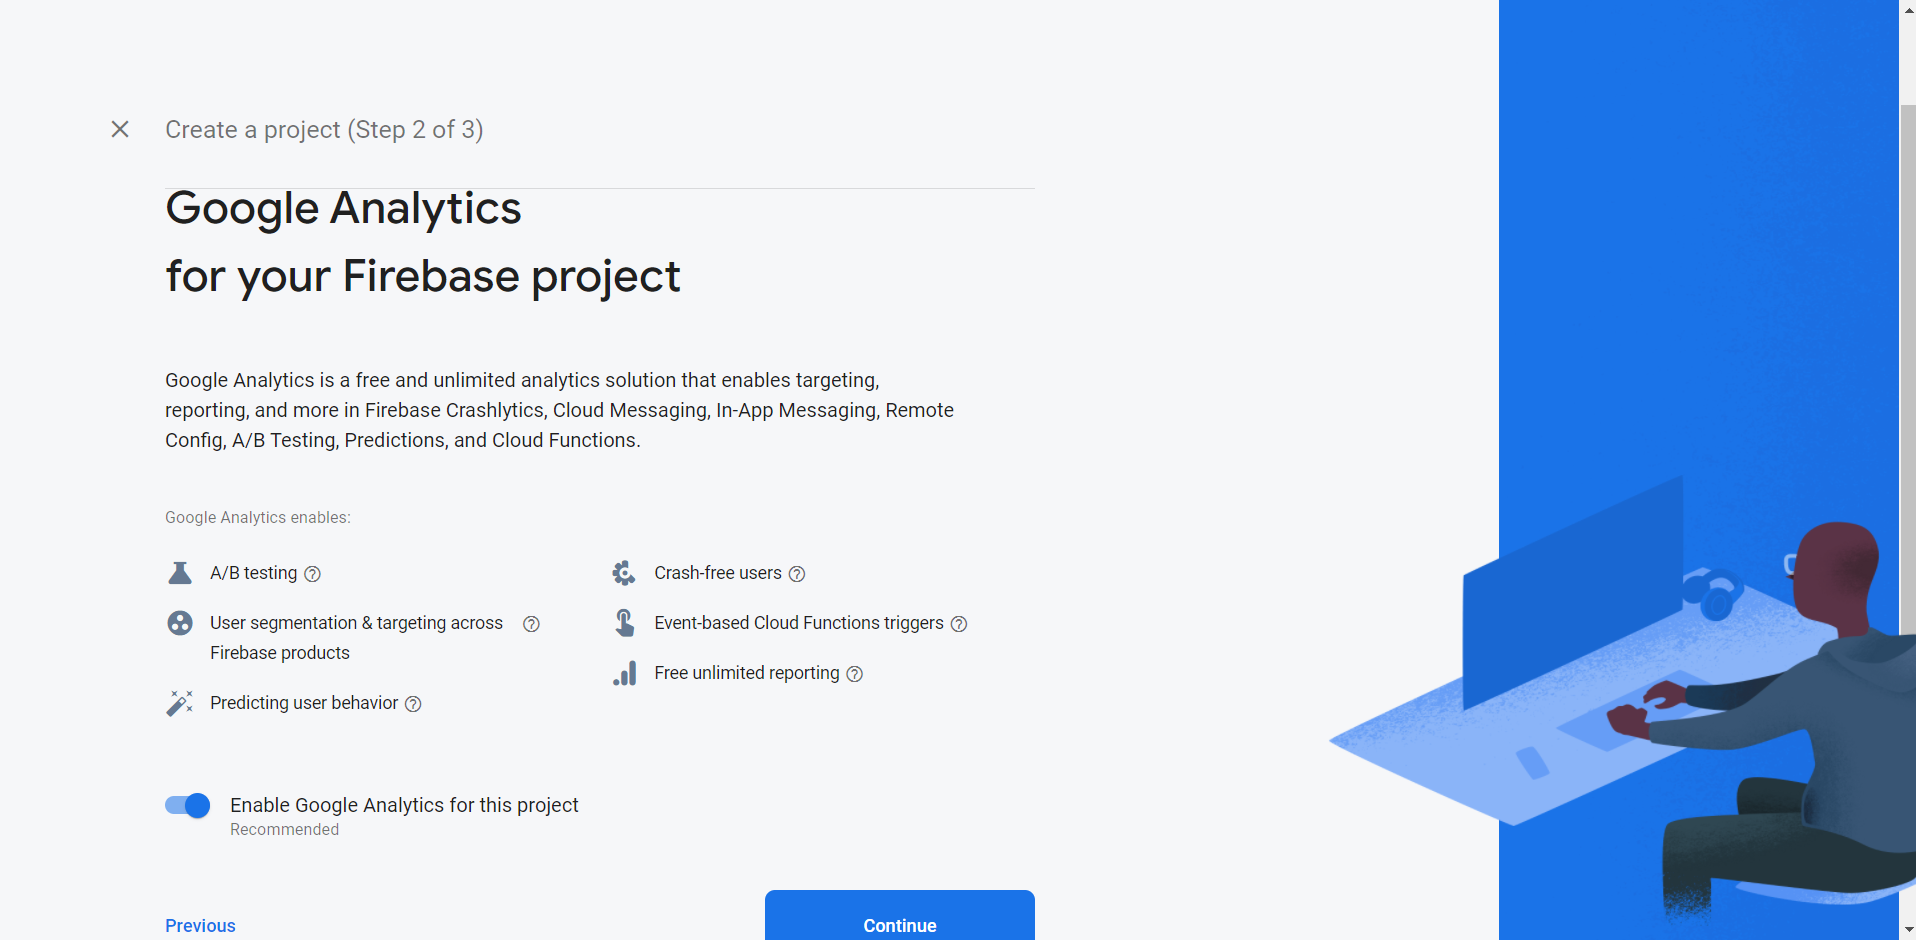 Create a project (Step 2 of 3)
Google Analytics
for your Firebase project
Google Analytics is a free and unlimited analytics solution that enables targeting,
reporting, and more in Firebase Crashlytics, Cloud Messaging, In-App Messaging, Remote
Config, A/B Testing, Predictions, and Cloud Functions.
Google Analytics enables:
A/B testing
User segmentation & targeting across
Firebase products
Predicting user behavior
Crash-free users
Event-based Cloud Functions triggers
Free unlimited reporting
Enable Google Analytics for this project
Recommended
Previous
Continue